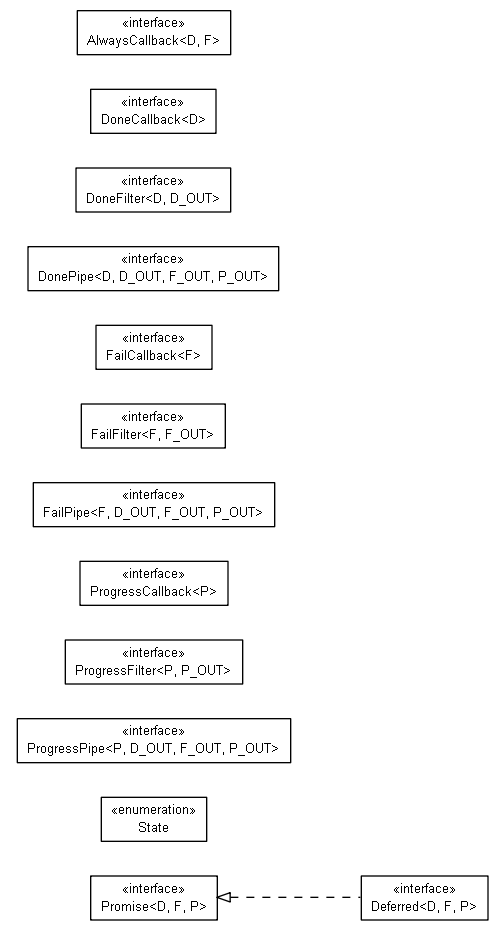 «interface»
AlwaysCallback<D, F>
«interface»
DoneCallback<D>
«interface»
DoneFilter<D, D_OUT>
«interface»
DonePipe<D, D_OUT, F_OUT, P_OUT>
«interface»
FailCallback<F>
«interface»
FailFilter<F, F_OUT>
«interface»
FailPipe<F, D_OUT, F_OUT, P_OUT>
«interface»
ProgressCallback<P>
«interface»
ProgressFilter<P, P_OUT>
«interface»
ProgressPipe<P, D_OUT, F_OUT, P_OUT>
«enumeration»
State
«interface»
Promise<D, F, P>
«interface»
Deferred<D, F, P>